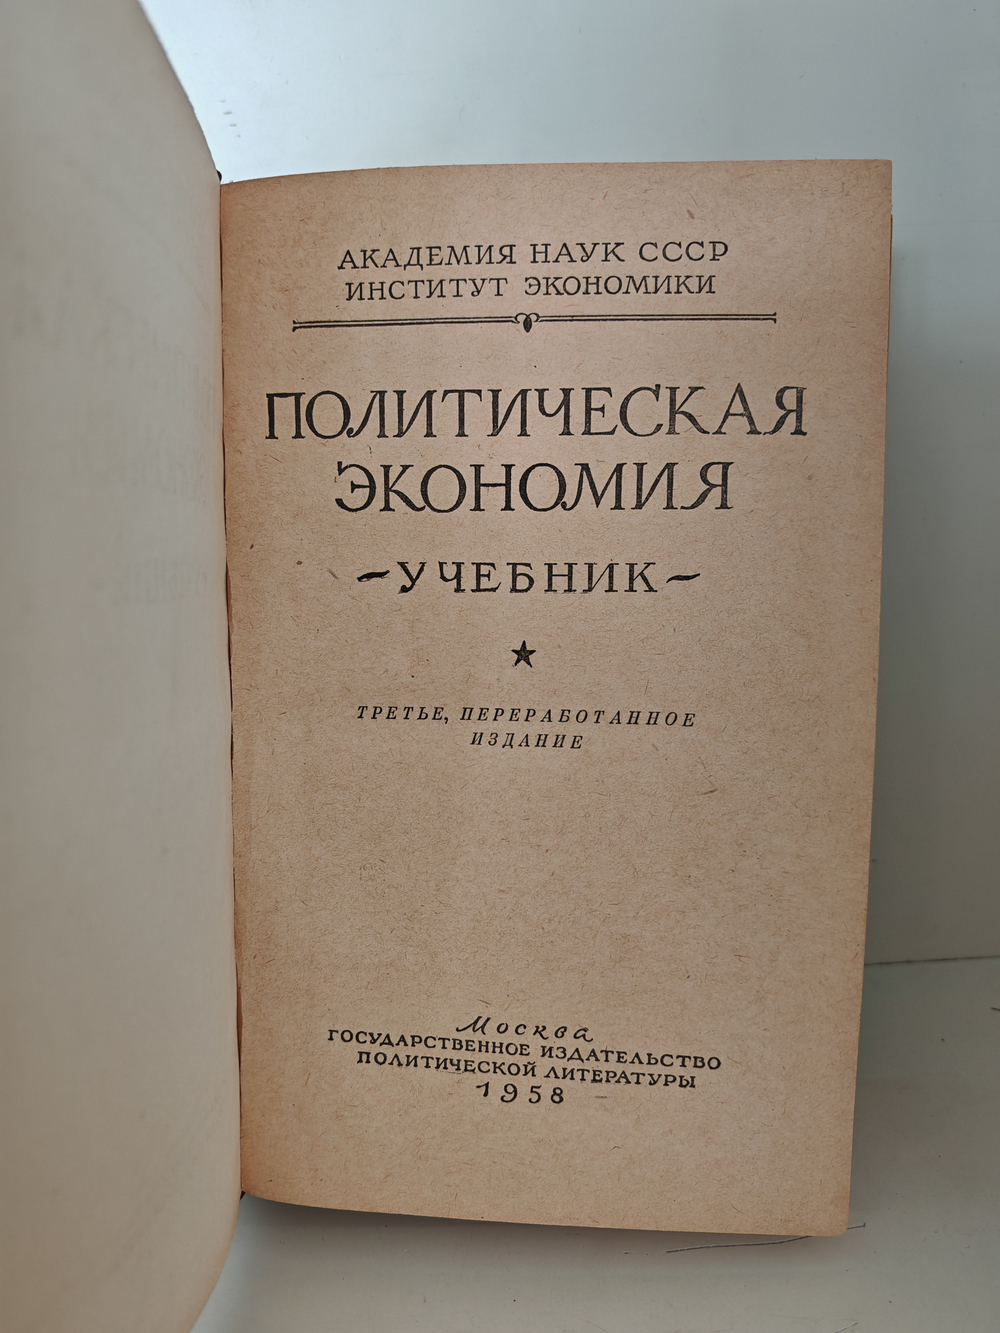 АКАДЕМИЯ НАУК СССР
ИНСТИТУТ ЭКОНОМИКИ
ПОЛИТИЧЕСКАЯ
ЭКОНОМИЯ
~УЧЕБНИК~
★
ТРЕТЬЕ, ПЕРЕРАБОТАННОЕ
ИЗДАНИЕ
Москва
ГОСУДАРСТВЕННОЕ ИЗДАТЕЛЬСТВО
ПОЛИТИЧЕСКОЙ ЛИТЕРАТУРЫ
1958